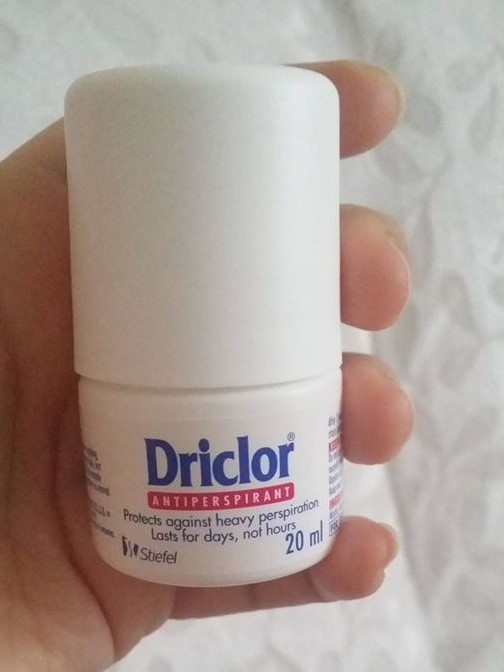 Driclor®
ANTIPERSPIRANT
Protects against heavy perspiration
Lasts for days, not hours
Stiefel
20 ml